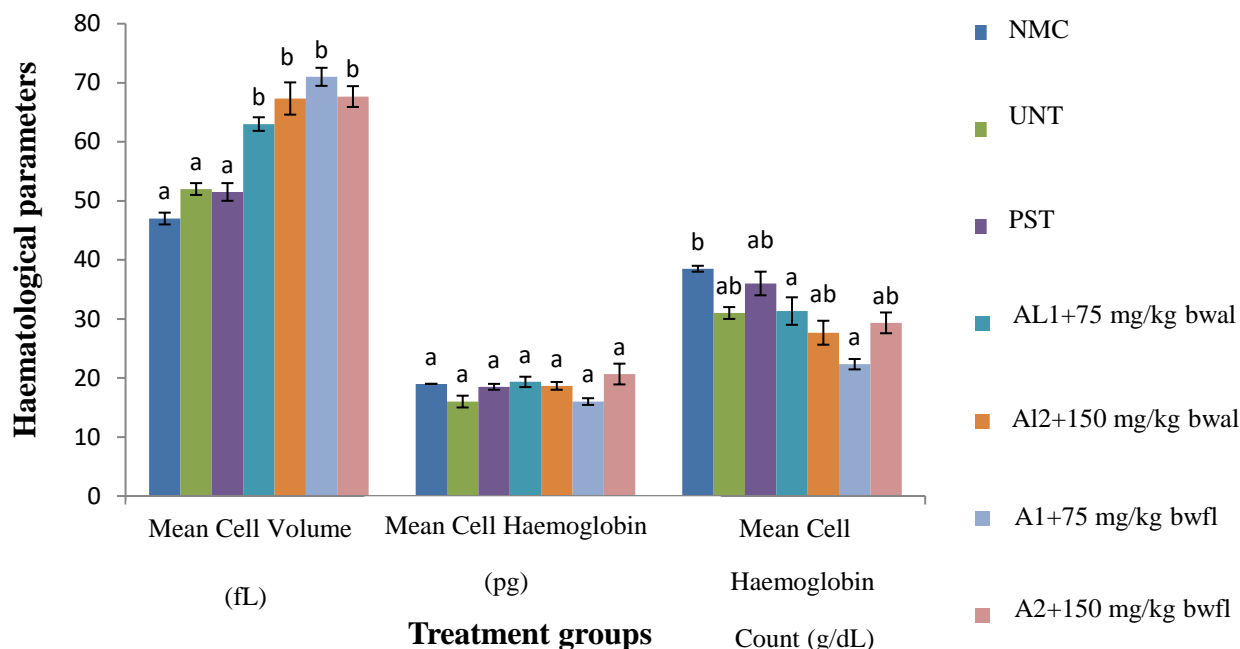 Haematological parameters
80
70
60
50
40
30
20
10
0
a
a
a
b
b
b
b
a
a
a
a
a
a
a
b
ab
ab
a
ab
a
ab
Mean Cell Volume
(fL)
Mean Cell Haemoglobin
(pg)
Mean Cell
Haemoglobin
Count (g/dL)
Treatment groups
NMC
UNT
PST
AL1+75 mg/kg bwal
Al2+150 mg/kg bwal
A1+75 mg/kg bwfl
A2+150 mg/kg bwfl